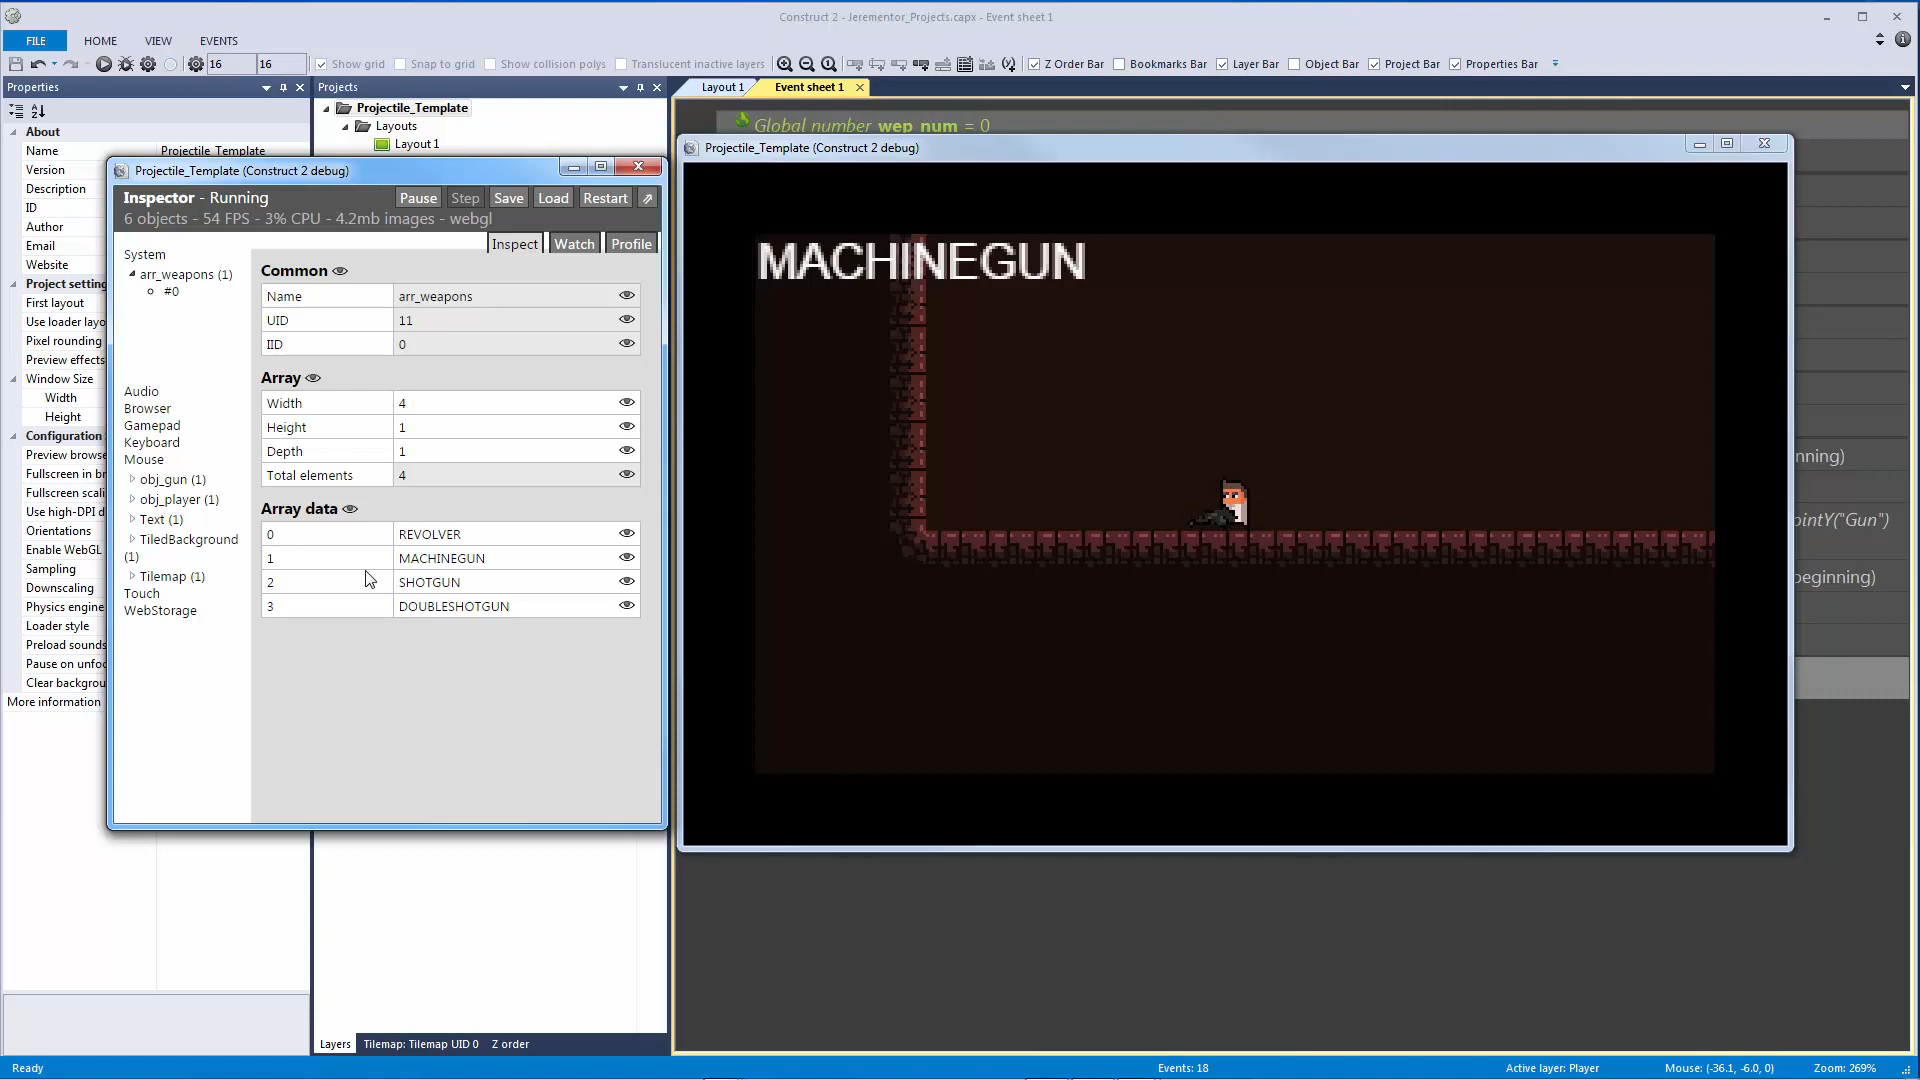 Construct 2 - Jerementor_Projects.capx - Event sheet 1
FILE HOME VIEW EVENTS
16 16 Show grid Snap to grid Show collision polys Translucent inactive layers Z Order Bar Bookmarks Bar Layer Bar Object Bar Project Bar Properties Bar
Properties
Projects
Layout 1 Event sheet 1
Projectile_Template
Layouts
Layout 1
About
Name Projectile_Template
Version
Description
ID
Author
Email
Website
Project setting
First layout
Use loader layo
Pixel rounding
Preview effects
Window Size
Width
Height
Configuration
Preview browse
Fullscreen in br
Fullscreen scali
Use high-DPI d
Orientations
Enable WebGL
Sampling
Downscaling
Physics engine
Loader style
Preload sounds
Pause on unfo
Clear backgrou
More information
Global number wep_num = 0
Projectile_Template (Construct 2 debug)
Inspector - Running
Pause Step Save Load Restart
6 objects - 54 FPS - 3% CPU - 4.2mb images - webgl
Inspect Watch Profile
System
arr_weapons (1)
#0
Audio
Browser
Gamepad
Keyboard
Mouse
obj_gun (1)
obj_player (1)
Text (1)
TiledBackground
(1)
Tilemap (1)
Touch
WebStorage
Common
Name arr_weapons
UID 11
IID 0
Array
Width 4
Height 1
Depth 1
Total elements 4
Array data
0 REVOLVER
1 MACHINEGUN
2 SHOTGUN
3 DOUBLESHOTGUN
Projectile_Template (Construct 2 debug)
MACHINEGUN
nning)
ointY("Gun")
beginning)
Layers Tilemap: Tilemap UID 0 Z order
Ready Events: 18 Active layer: Player Mouse: (-36.1, -6.0, 0) Zoom: 269%